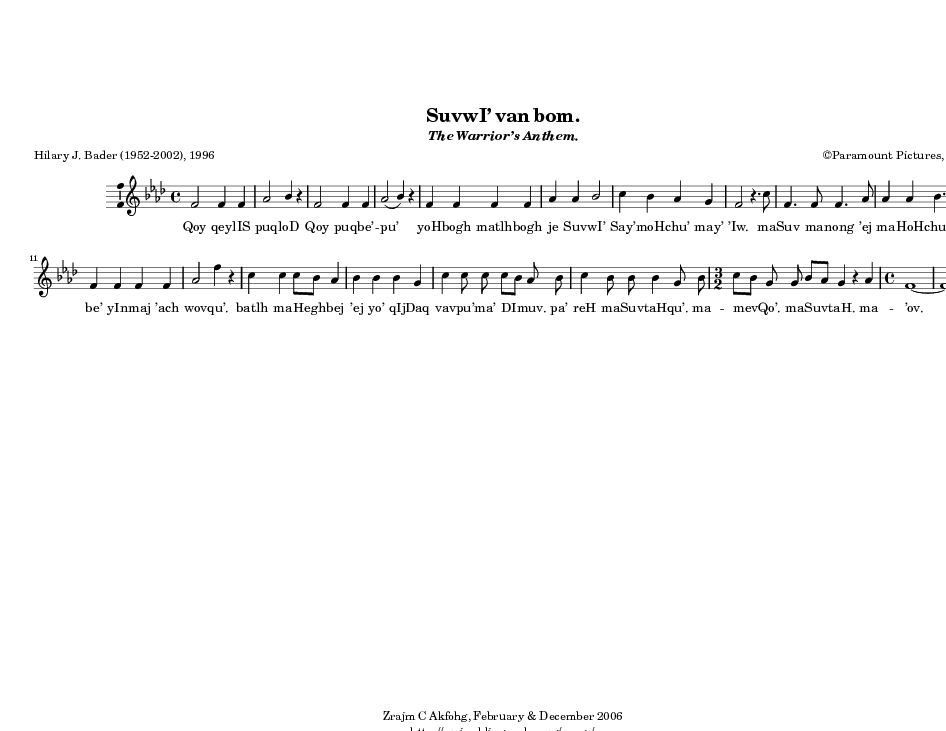 SuvwI’ van bom.
The Warrior’s Anthem.
Hilary J. Bader (1952-2002), 1996
©Paramount Pictures,
Qoy qeylIS puqloD Qoy puqbe’ -pu’ yoHbogh matlhbogh je SuvwI’ Say’moHchu’ may’ ’Iw. maSuv manong ’ej maHoHchu
11
be’ yInmaj ’ach wovqu’. batlh maHeghbej ’ej yo’ qIjDaq vavpu’ma’ DImuv. pa’ reH maSuvtaHqu’. ma -- mevQo’. maSuvtaH. ma -- ’ov.
Zrajm C Akfohg, February & December 2006